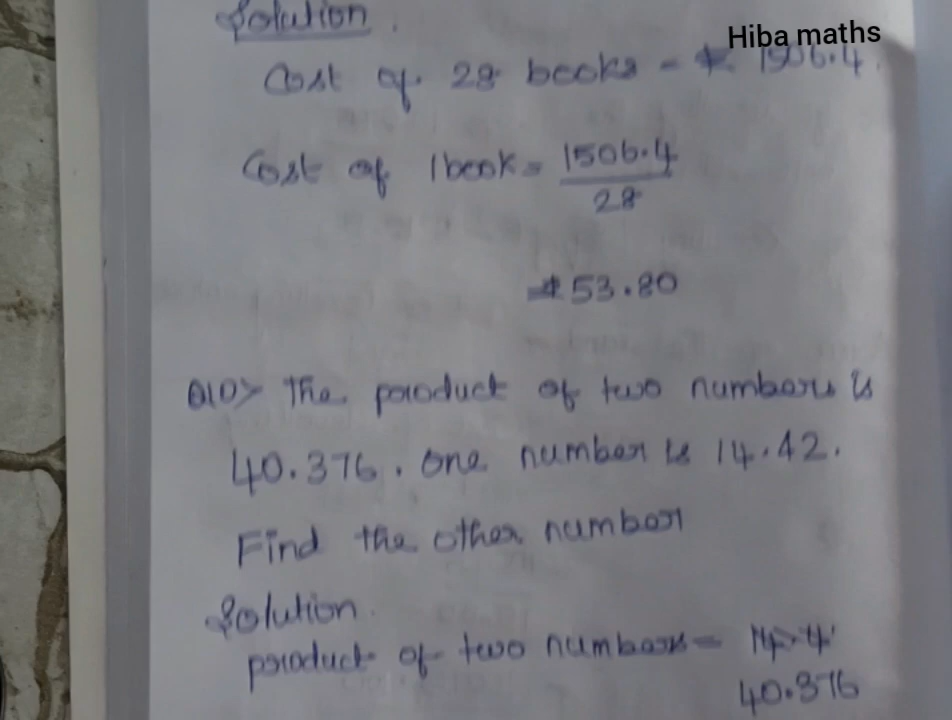 Solution.
Hiba maths
Cost of 28 books = ₹ 1506.4
Cost of 1 book = 1506.4
28
= ₹ 53.80
Q10> The product of two numbers is
40.376. One number is 14.42.
Find the other number
Solution.
product of two numbers =
40.376